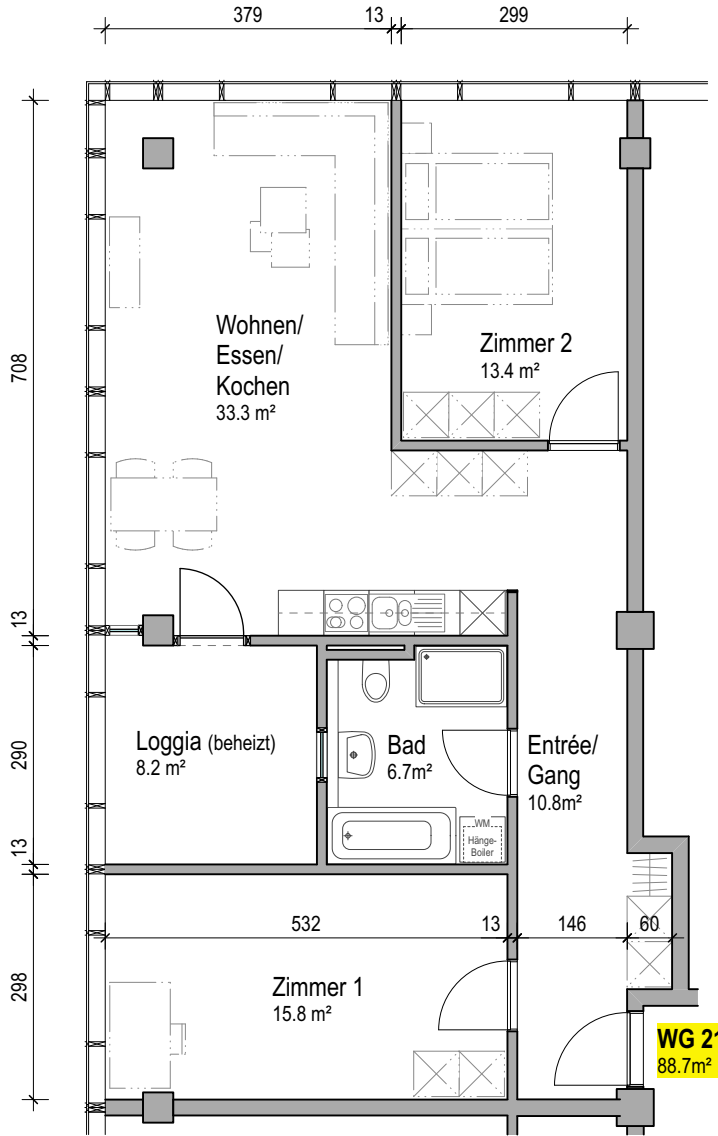 379
13
299
708
13
290
13
298
Wohnen/
Essen/
Kochen
33.3 m²
Zimmer 2
13.4 m²
Loggia (beheizt)
8.2 m²
Bad
6.7m²
Entrée/
Gang
10.8m²
WM
Hänge-
Boiler
532
13
146
60
Zimmer 1
15.8 m²
WG 21
88.7m²